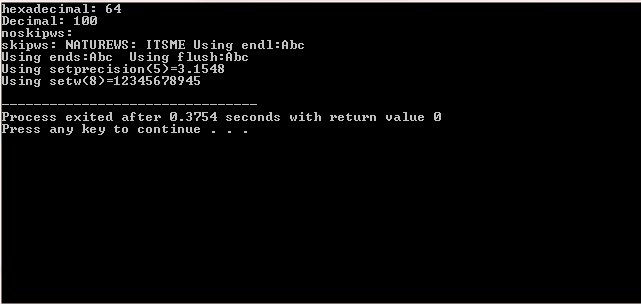 hexadecimal: 64
Decimal: 100
noskipws:
skipws: NATUREWS: ITSME Using endl:Abc
Using ends:Abc  Using flush:Abc
Using setprecision(5)=3.1548
Using setw(8)=12345678945
--------------------------------
Process exited after 0.3754 seconds with return value 0
Press any key to continue . . .